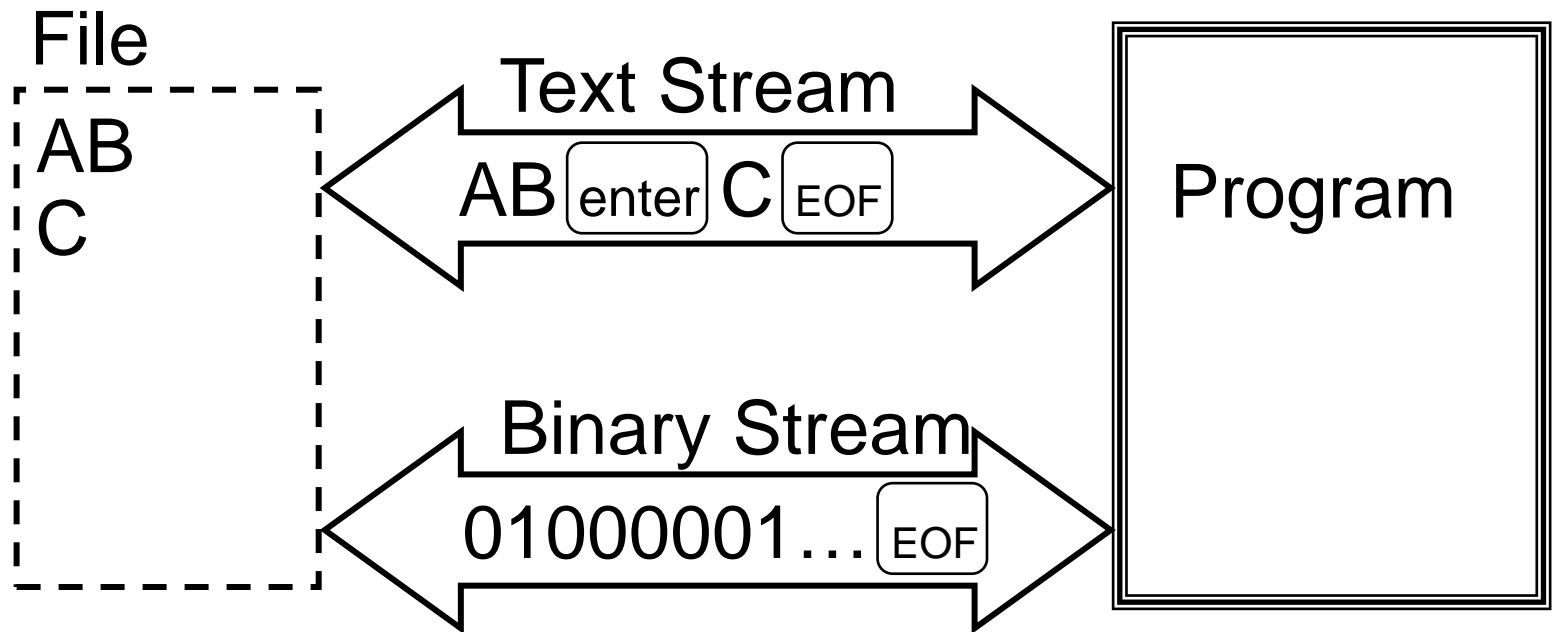 File
AB
C
Text Stream
AB enter C EOF
Binary Stream
01000001… EOF
Program